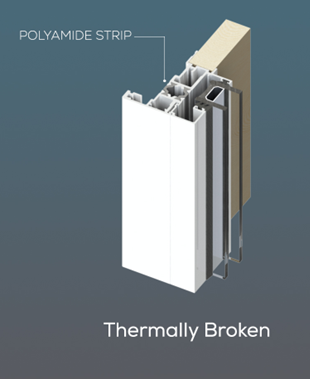 POLYAMIDE STRIP
Thermally Broken